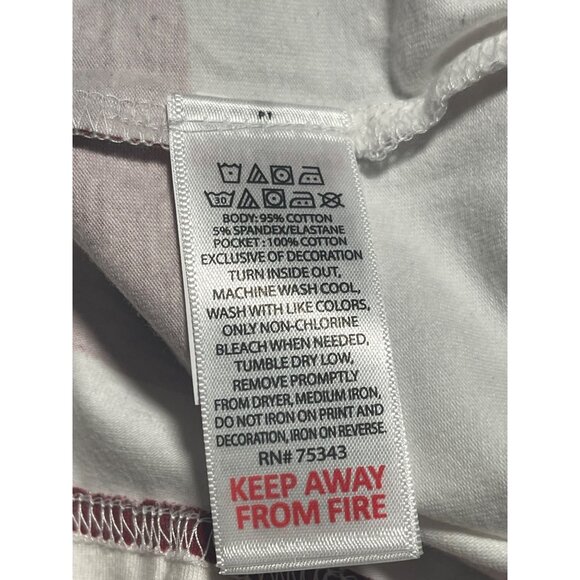 P1
30
BODY: 95% COTTON
5% SPANDEX/ELASTANE
POCKET : 100% COTTON
EXCLUSIVE OF DECORATION
TURN INSIDE OUT,
MACHINE WASH COOL,
WASH WITH LIKE COLORS,
ONLY NON-CHLORINE
BLEACH WHEN NEEDED,
TUMBLE DRY LOW,
REMOVE PROMPTLY
FROM DRYER, MEDIUM IRON,
DO NOT IRON ON PRINT AND
DECORATION, IRON ON REVERSE.
RN# 75343
KEEP AWAY
FROM FIRE